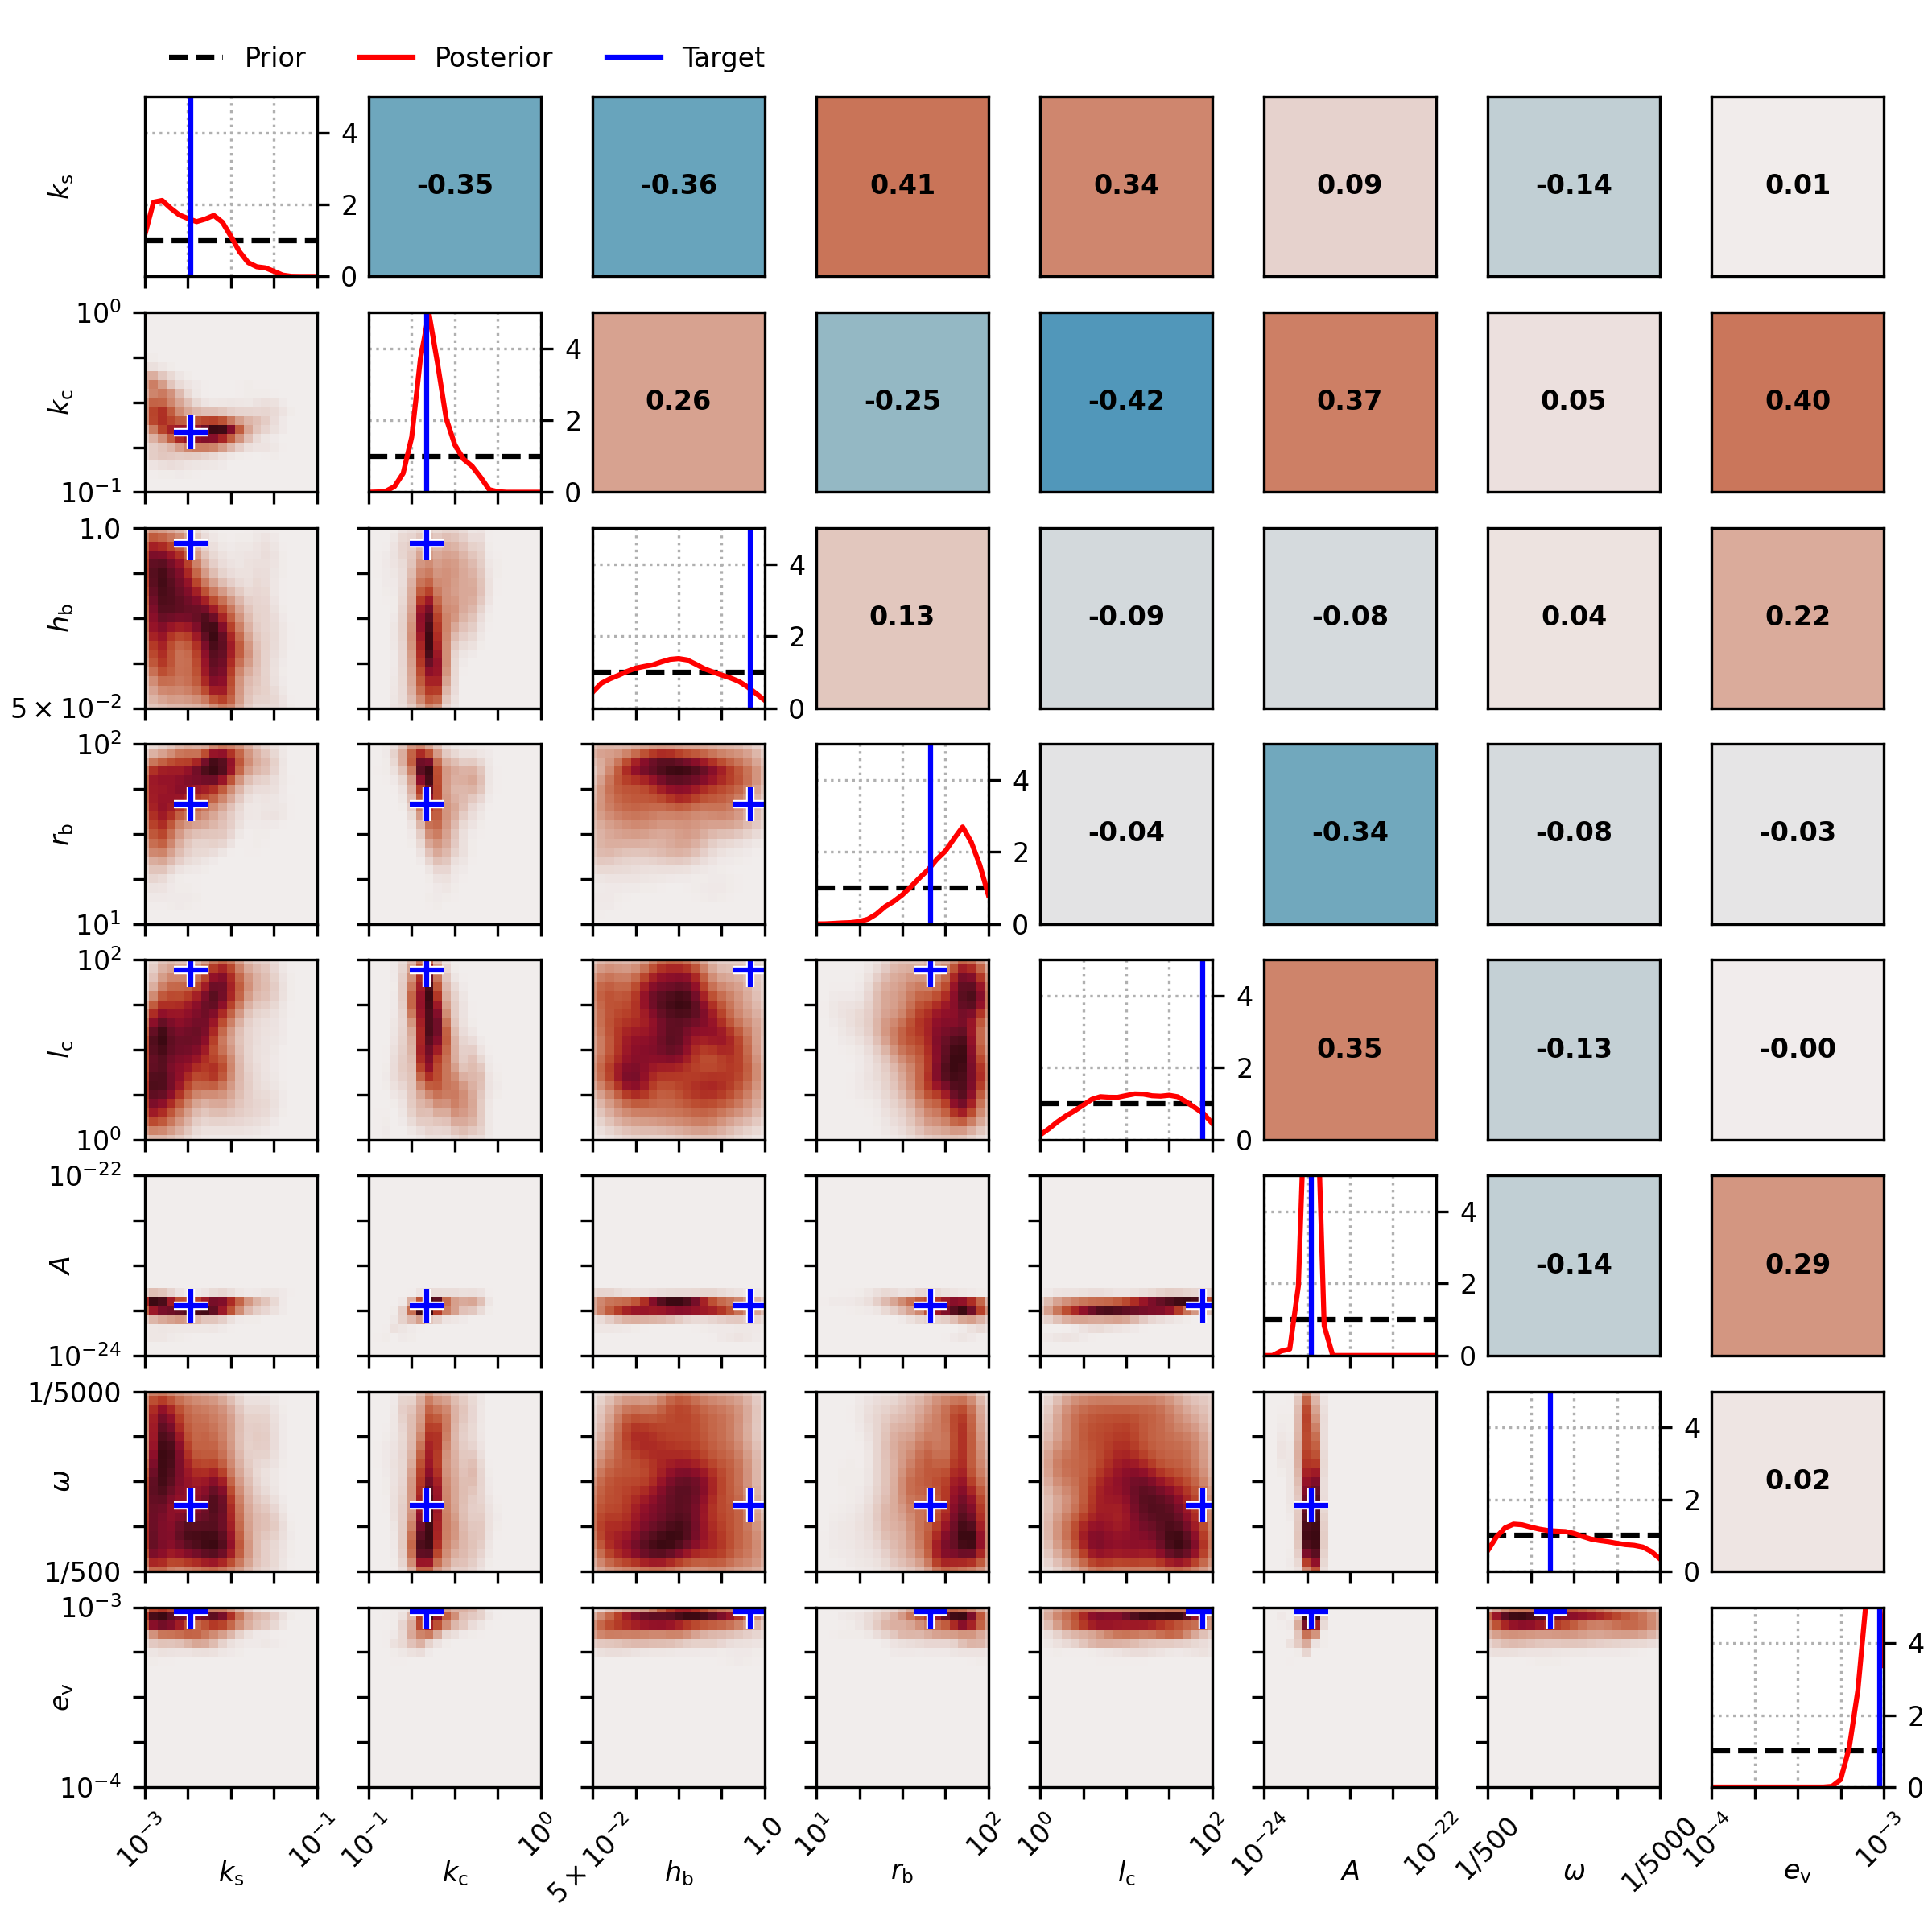 Prior Posterior Target
4
2
0
k_s
-0.35 -0.36 0.41 0.34 0.09 -0.14 0.01
10^0
k_c
10^-1
4
2
0
0.26 -0.25 -0.42 0.37 0.05 0.40
1.0
h_b
5 × 10^-2
4
2
0
0.13 -0.09 -0.08 0.04 0.22
10^2
r_b
10^1
4
2
0
-0.04 -0.34 -0.08 -0.03
10^2
l_c
10^0
4
2
0
0.35 -0.13 -0.00
10^-22
A
10^-24
4
2
0
-0.14 0.29
1/5000
ω
1/500
4
2
0
0.02
10^-3
e_v
10^-4
4
2
0
10^-3 10^-1 10^-1 10^0 5 × 10^-2 1.0 10^1 10^2 10^0 10^2 10^-24 10^-22 1/500 1/5000 10^-4 10^-3
k_s k_c h_b r_b l_c A ω e_v